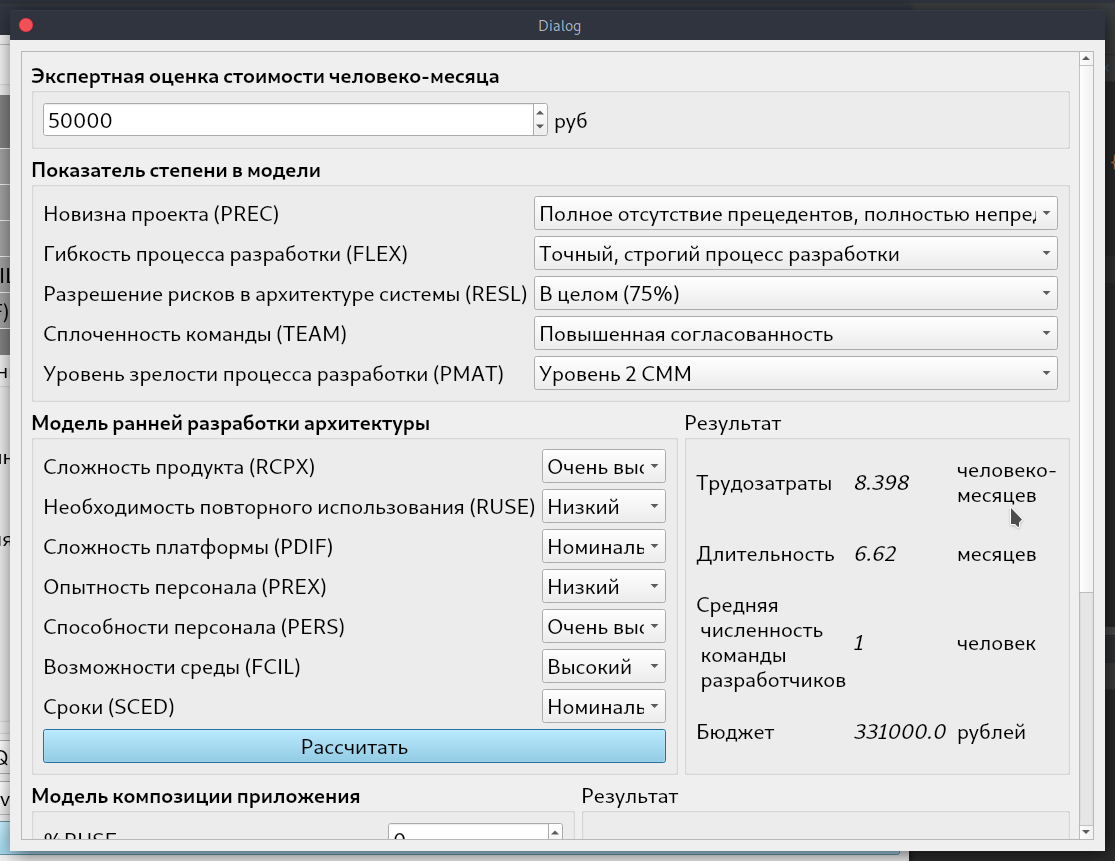 Dialog
Экспертная оценка стоимости человеко-месяца
50000 руб
Показатель степени в модели
Новизна проекта (PREC) Полное отсутствие прецедентов, полностью непред
Гибкость процесса разработки (FLEX) Точный, строгий процесс разработки
Разрешение рисков в архитектуре системы (RESL) В целом (75%)
Сплоченность команды (TEAM) Повышенная согласованность
Уровень зрелости процесса разработки (PMAT) Уровень 2 СММ
Модель ранней разработки архитектуры
Сложность продукта (RCPX) Очень выс
Необходимость повторного использования (RUSE) Низкий
Сложность платформы (PDIF) Номиналь
Опытность персонала (PREX) Низкий
Способности персонала (PERS) Очень выс
Возможности среды (FCIL) Высокий
Сроки (SCED) Номиналь
Рассчитать
Результат
Трудозатраты 8.398 человеко-
месяцев
Длительность 6.62 месяцев
Средняя
численность
команды
разработчиков
1 человек
Бюджет 331000.0 рублей
Модель композиции приложения
Результат
%RUSE 0